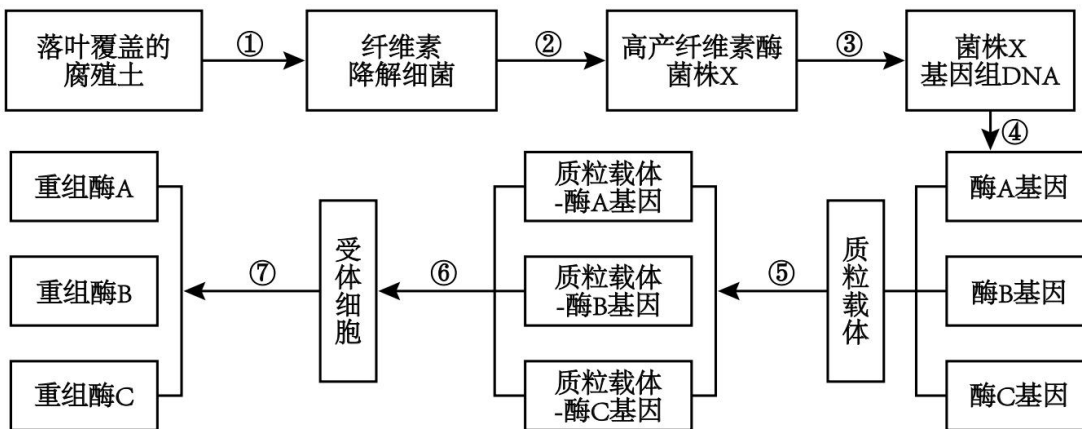 落叶覆盖的
腐殖土
①
纤维素
降解细菌
②
高产纤维素酶
菌株X
③
菌株X
基因组DNA
④
重组酶A
重组酶B
重组酶C
⑦
受体细胞
⑥
质粒载体
-酶A基因
质粒载体
-酶B基因
质粒载体
-酶C基因
⑤
质粒载体
酶A基因
酶B基因
酶C基因